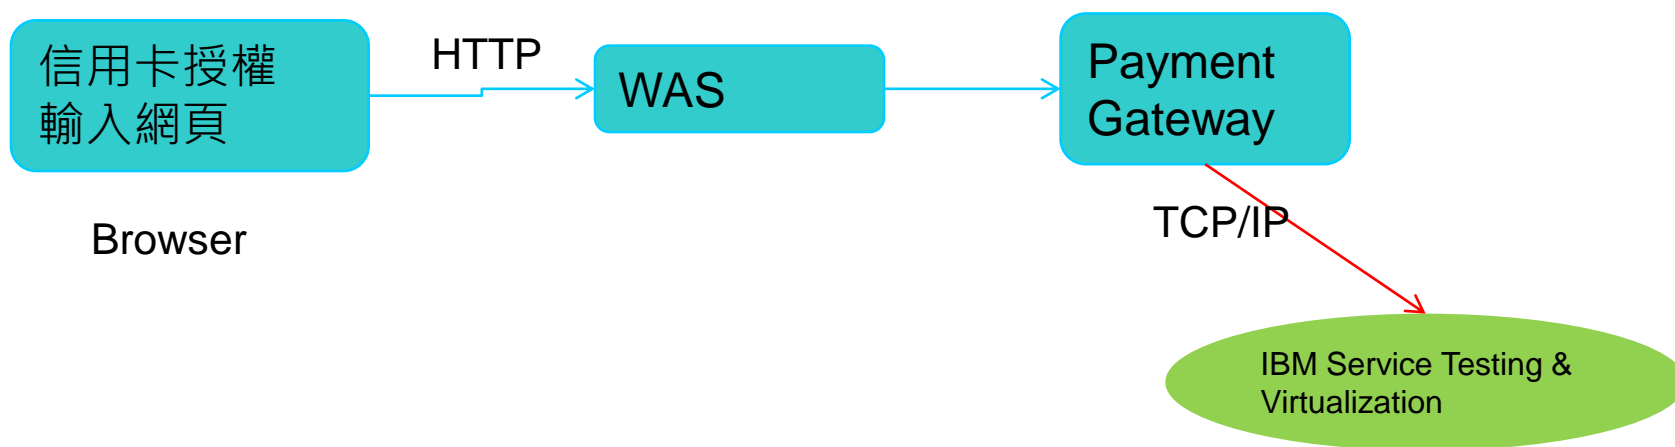 信用卡授權
輸入網頁
HTTP
WAS
Payment
Gateway
Browser
TCP/IP
IBM Service Testing &
Virtualization